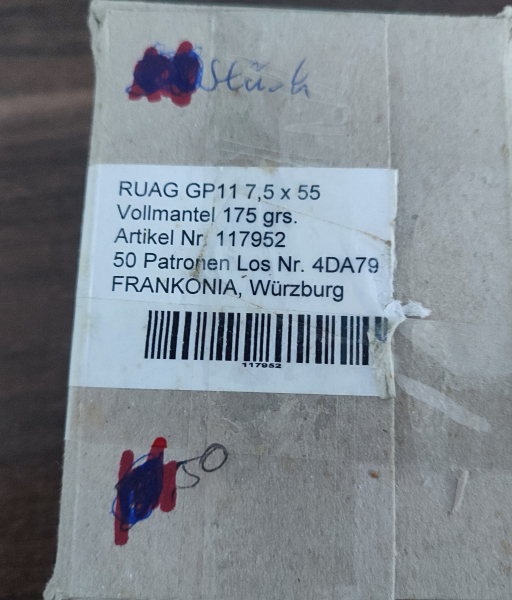 Stück
RUAG GP11 7,5 x 55
Vollmantel 175 grs.
Artikel Nr. 117952
50 Patronen Los Nr. 4DA79
FRANKONIA, Würzburg
117952
50